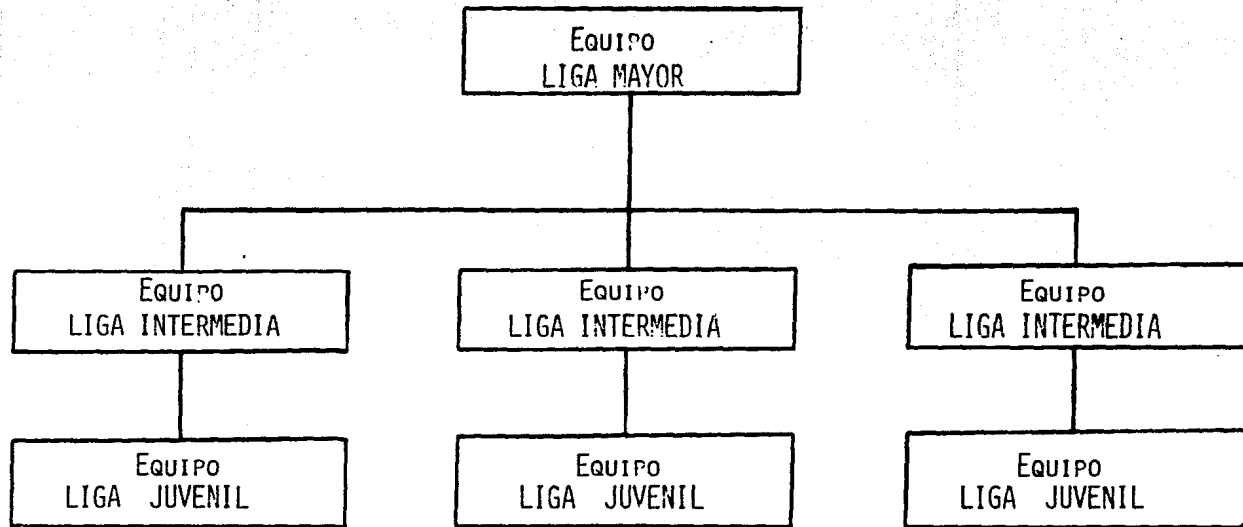 EQUIPO
LIGA MAYOR
EQUIPO
LIGA INTERMEDIA
EQUIPO
LIGA INTERMEDIA
EQUIPO
LIGA INTERMEDIA
EQUIPO
LIGA JUVENIL
EQUIPO
LIGA JUVENIL
EQUIPO
LIGA JUVENIL